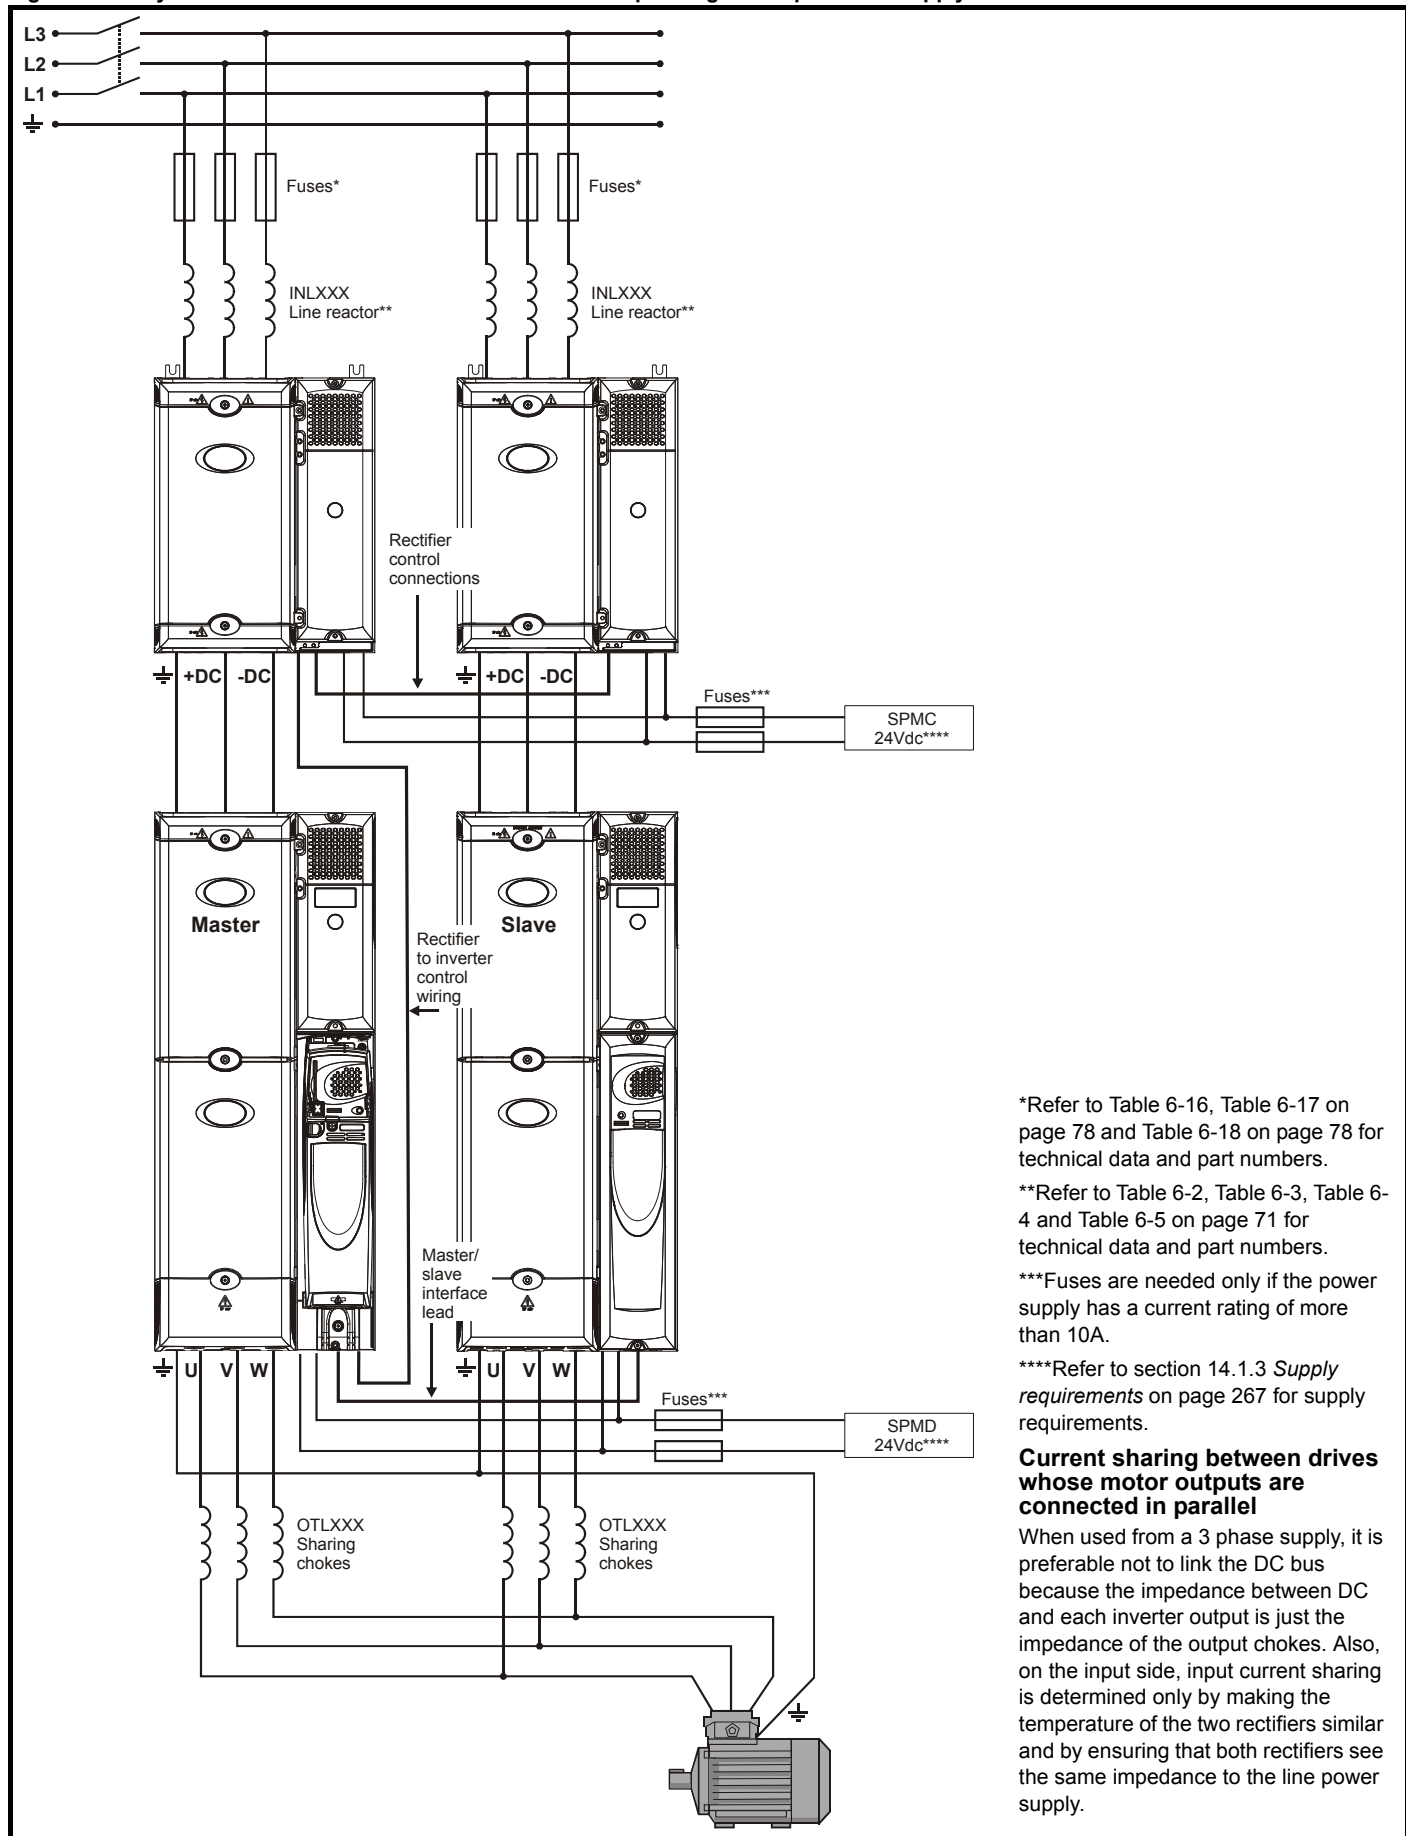 L3
L2
L1
Fuses*
Fuses*
INLXXX
Line reactor**
INLXXX
Line reactor**
Rectifier
control
connections
+DC -DC
+DC -DC
Fuses***
SPMC
24Vdc****
Master
Slave
Rectifier
to inverter
control
wiring
Master/
slave
interface
lead
U V W
U V W
Fuses***
SPMD
24Vdc****
OTLXXX
Sharing
chokes
OTLXXX
Sharing
chokes
*Refer to Table 6-16, Table 6-17 on
page 78 and Table 6-18 on page 78 for
technical data and part numbers.
**Refer to Table 6-2, Table 6-3, Table 6-
4 and Table 6-5 on page 71 for
technical data and part numbers.
***Fuses are needed only if the power
supply has a current rating of more
than 10A.
****Refer to section 14.1.3 Supply
requirements on page 267 for supply
requirements.
Current sharing between drives
whose motor outputs are
connected in parallel
When used from a 3 phase supply, it is
preferable not to link the DC bus
because the impedance between DC
and each inverter output is just the
impedance of the output chokes. Also,
on the input side, input current sharing
is determined only by making the
temperature of the two rectifiers similar
and by ensuring that both rectifiers see
the same impedance to the line power
supply.